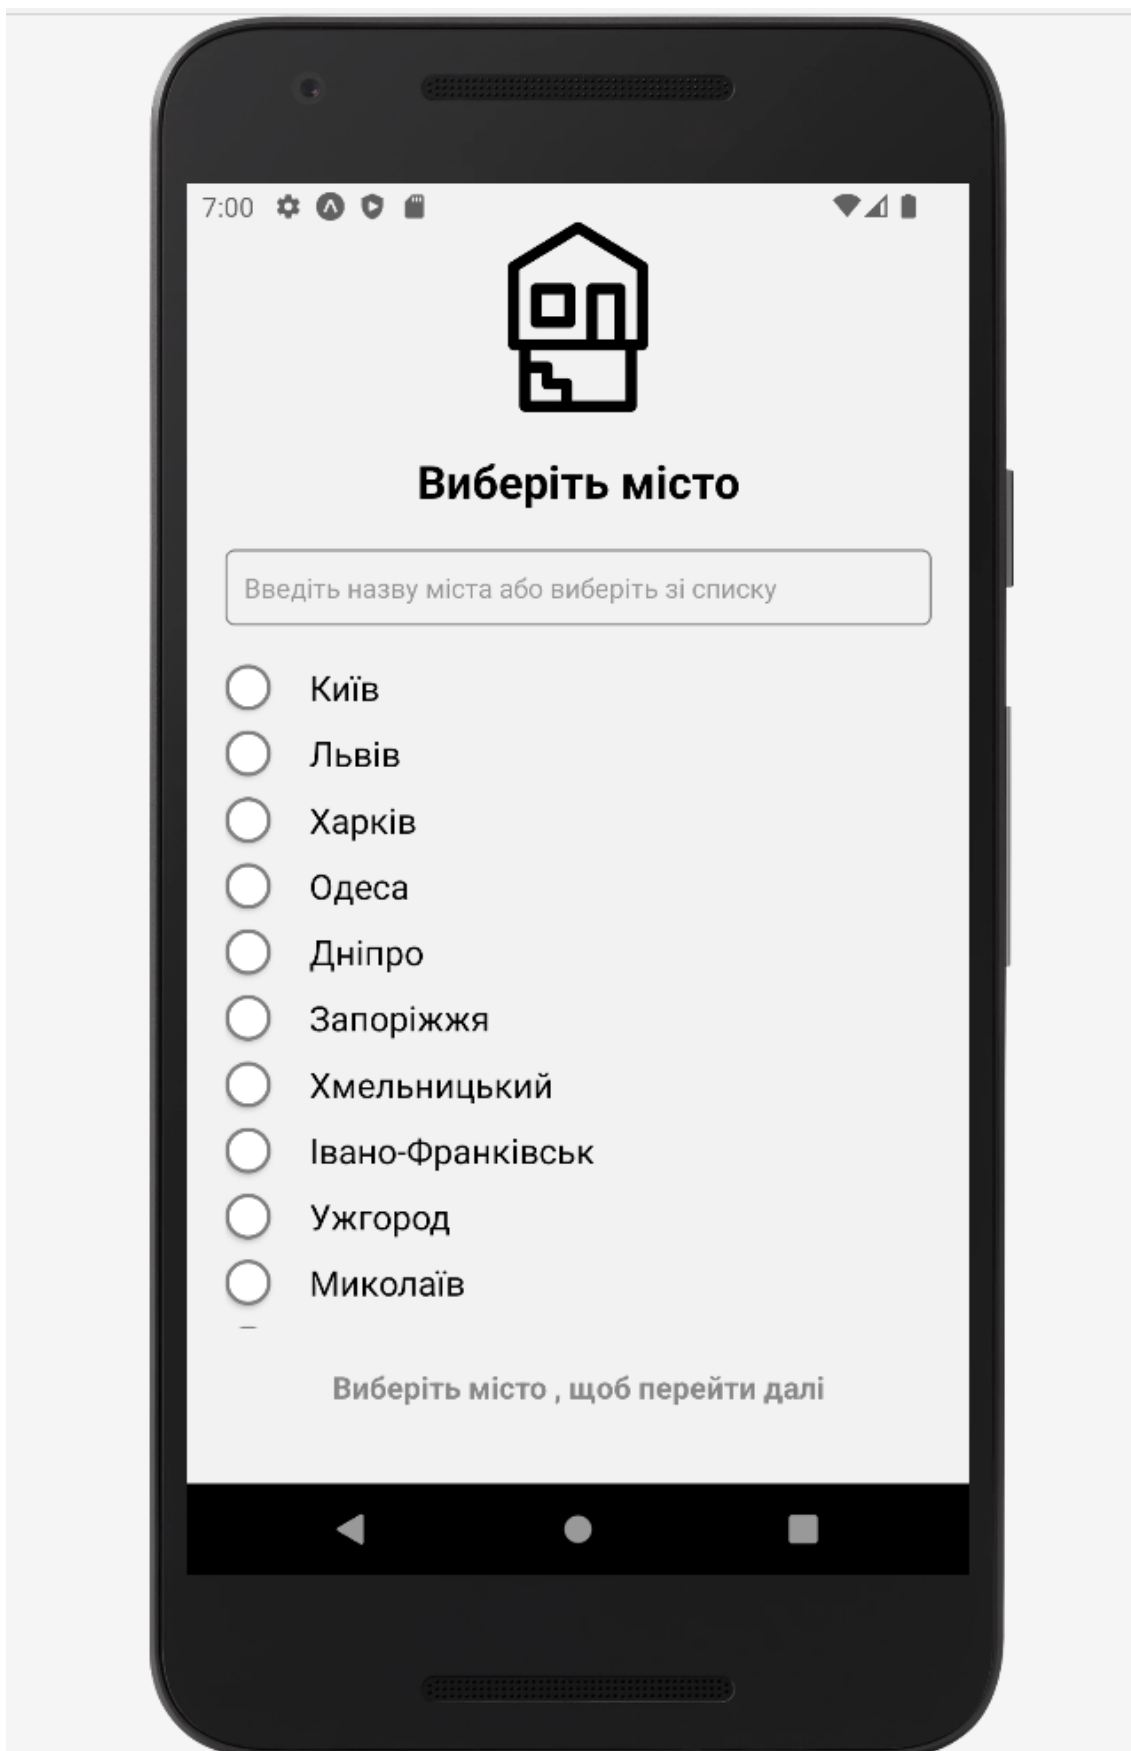 7:00
Виберіть місто
Введіть назву міста або виберіть зі списку
Київ
Львів
Харків
Одеса
Дніпро
Запоріжжя
Хмельницький
Івано-Франківськ
Ужгород
Миколаїв
Виберіть місто , щоб перейти далі